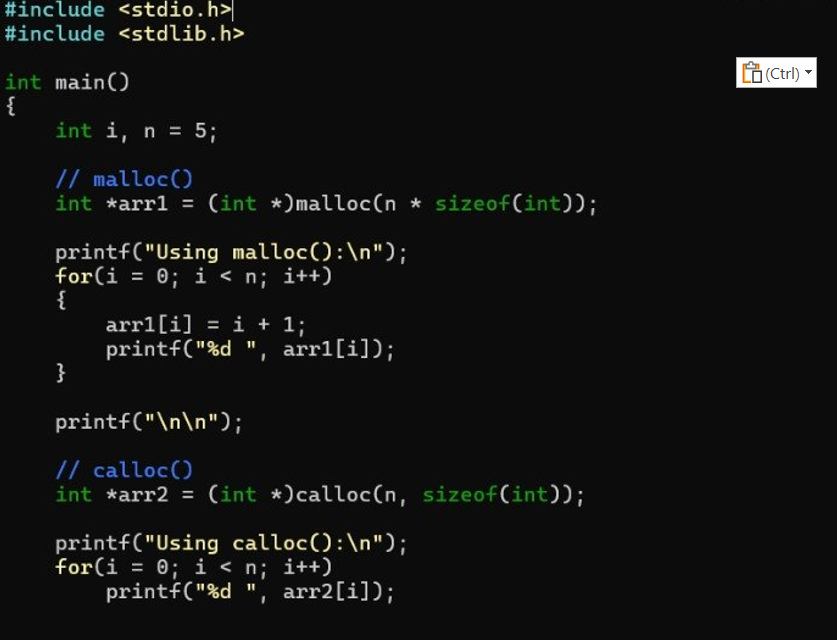 #include <stdio.h>
#include <stdlib.h>
(Ctrl)
int main()
{
    int i, n = 5;
    // malloc()
    int *arr1 = (int *)malloc(n * sizeof(int));
    printf("Using malloc():\n");
    for(i = 0; i < n; i++)
    {
        arr1[i] = i + 1;
        printf("%d ", arr1[i]);
    }
    printf("\n\n");
    // calloc()
    int *arr2 = (int *)calloc(n, sizeof(int));
    printf("Using calloc():\n");
    for(i = 0; i < n; i++)
        printf("%d ", arr2[i]);